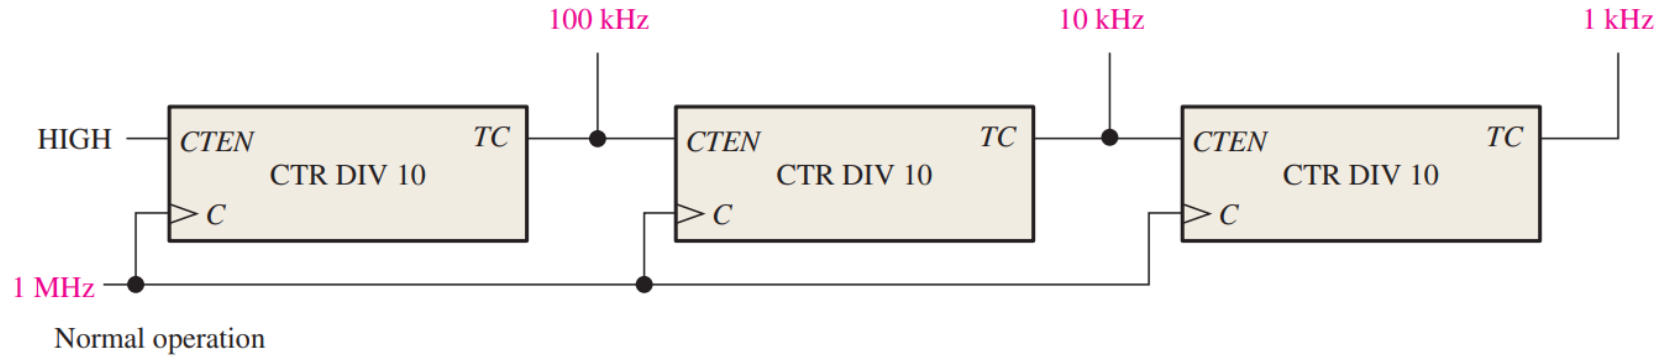 100 kHz 10 kHz 1 kHz
HIGH CTEN TC CTEN TC CTEN TC
CTR DIV 10 CTR DIV 10 CTR DIV 10
C C C
1 MHz
Normal operation